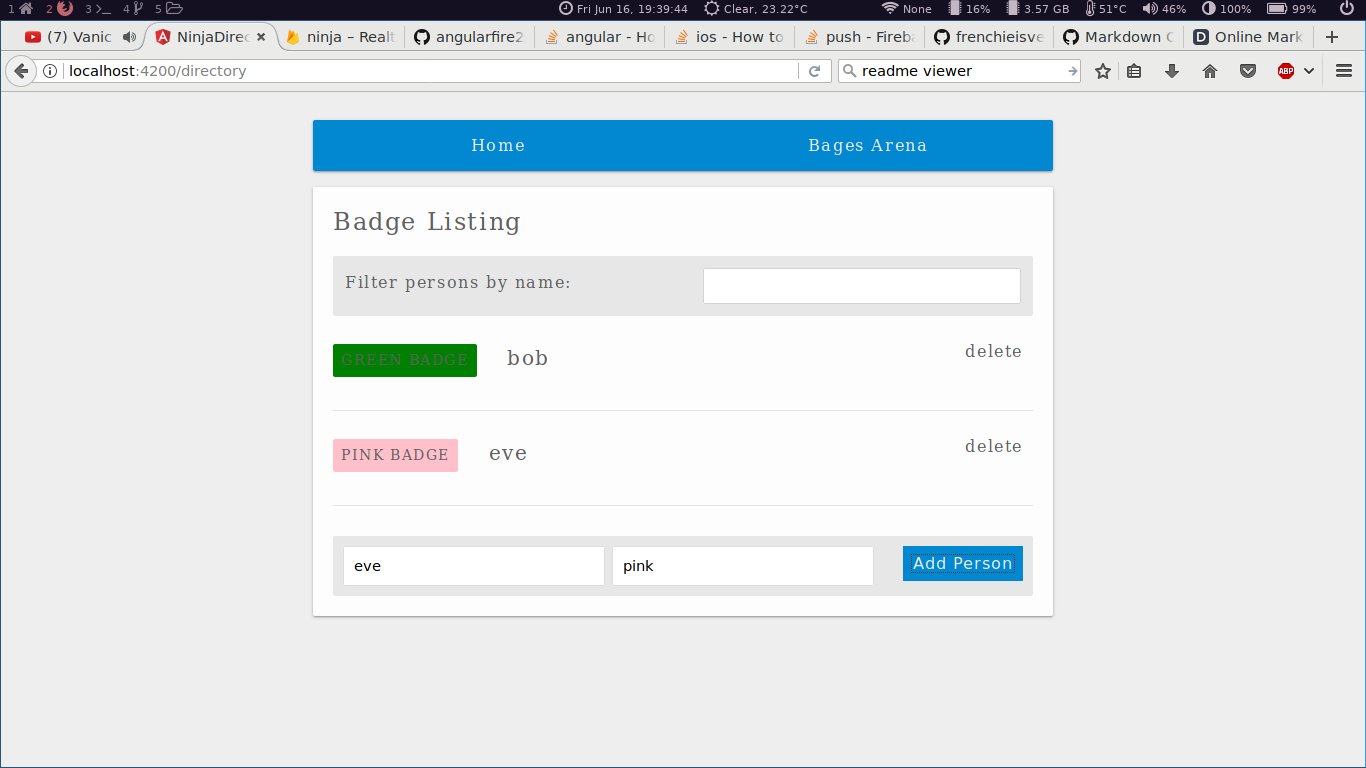 1 2 3 4 5 Fri Jun 16, 19:39:44 Clear, 23.22°C None 16% 3.57 GB 51°C 46% 100% 99%
(7) Vanic NinjaDirec ninja – Realt angularfire2 angular - Ho ios - How to push - Fireba frenchieisve Markdown C Online Mark
localhost:4200/directory readme viewer ABP
Home Bages Arena
Badge Listing
Filter persons by name:
GREEN BADGE bob delete
PINK BADGE eve delete
eve pink Add Person